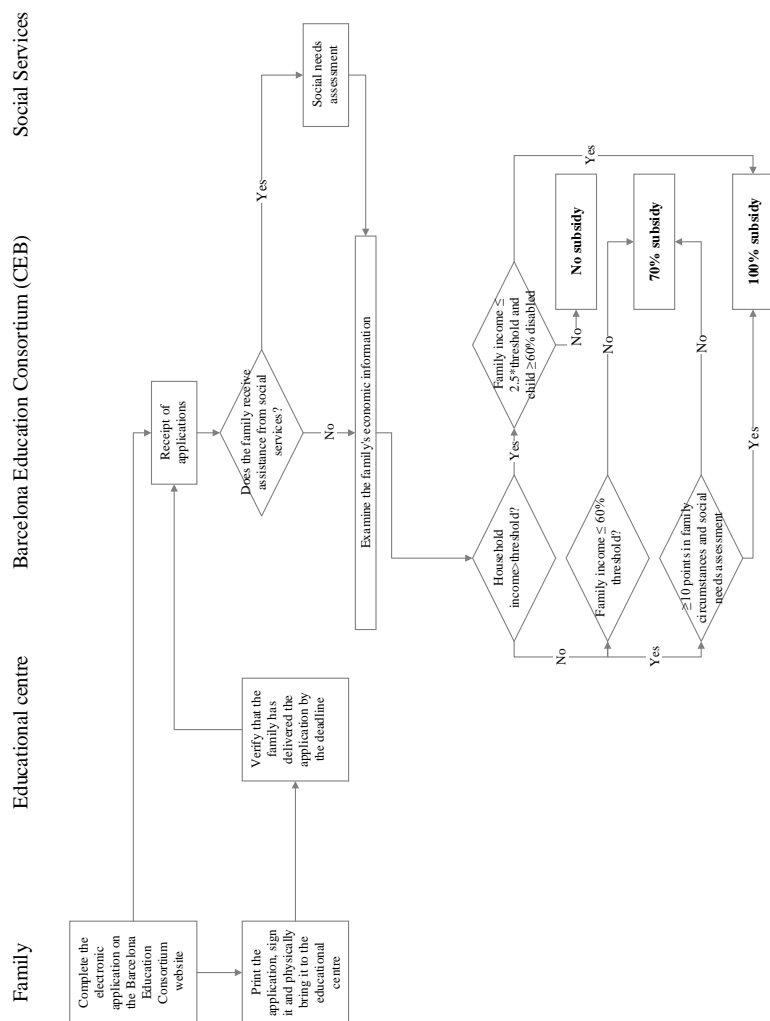 Family
Educational centre
Barcelona Education Consortium (CEB)
Social Services
Complete the
electronic
application on
the Barcelona
Education
Consortium
website
Print the
application, sign
it and physically
bring it to the
educational
centre
Verify that the
family has
delivered the
application by
the deadline
Receipt of
applications
Does the family receive
assistance from social
services?
Yes
No
Social needs
assessment
Examine the family's economic information
Household
income>threshold?
Yes
No
Family income ≤
2.5*threshold and
child ≥60% disabled
Yes
No
No subsidy
Family income ≤ 60%
threshold?
No
Yes
70% subsidy
≥10 points in family
circumstances and social
needs assessment
No
Yes
100% subsidy